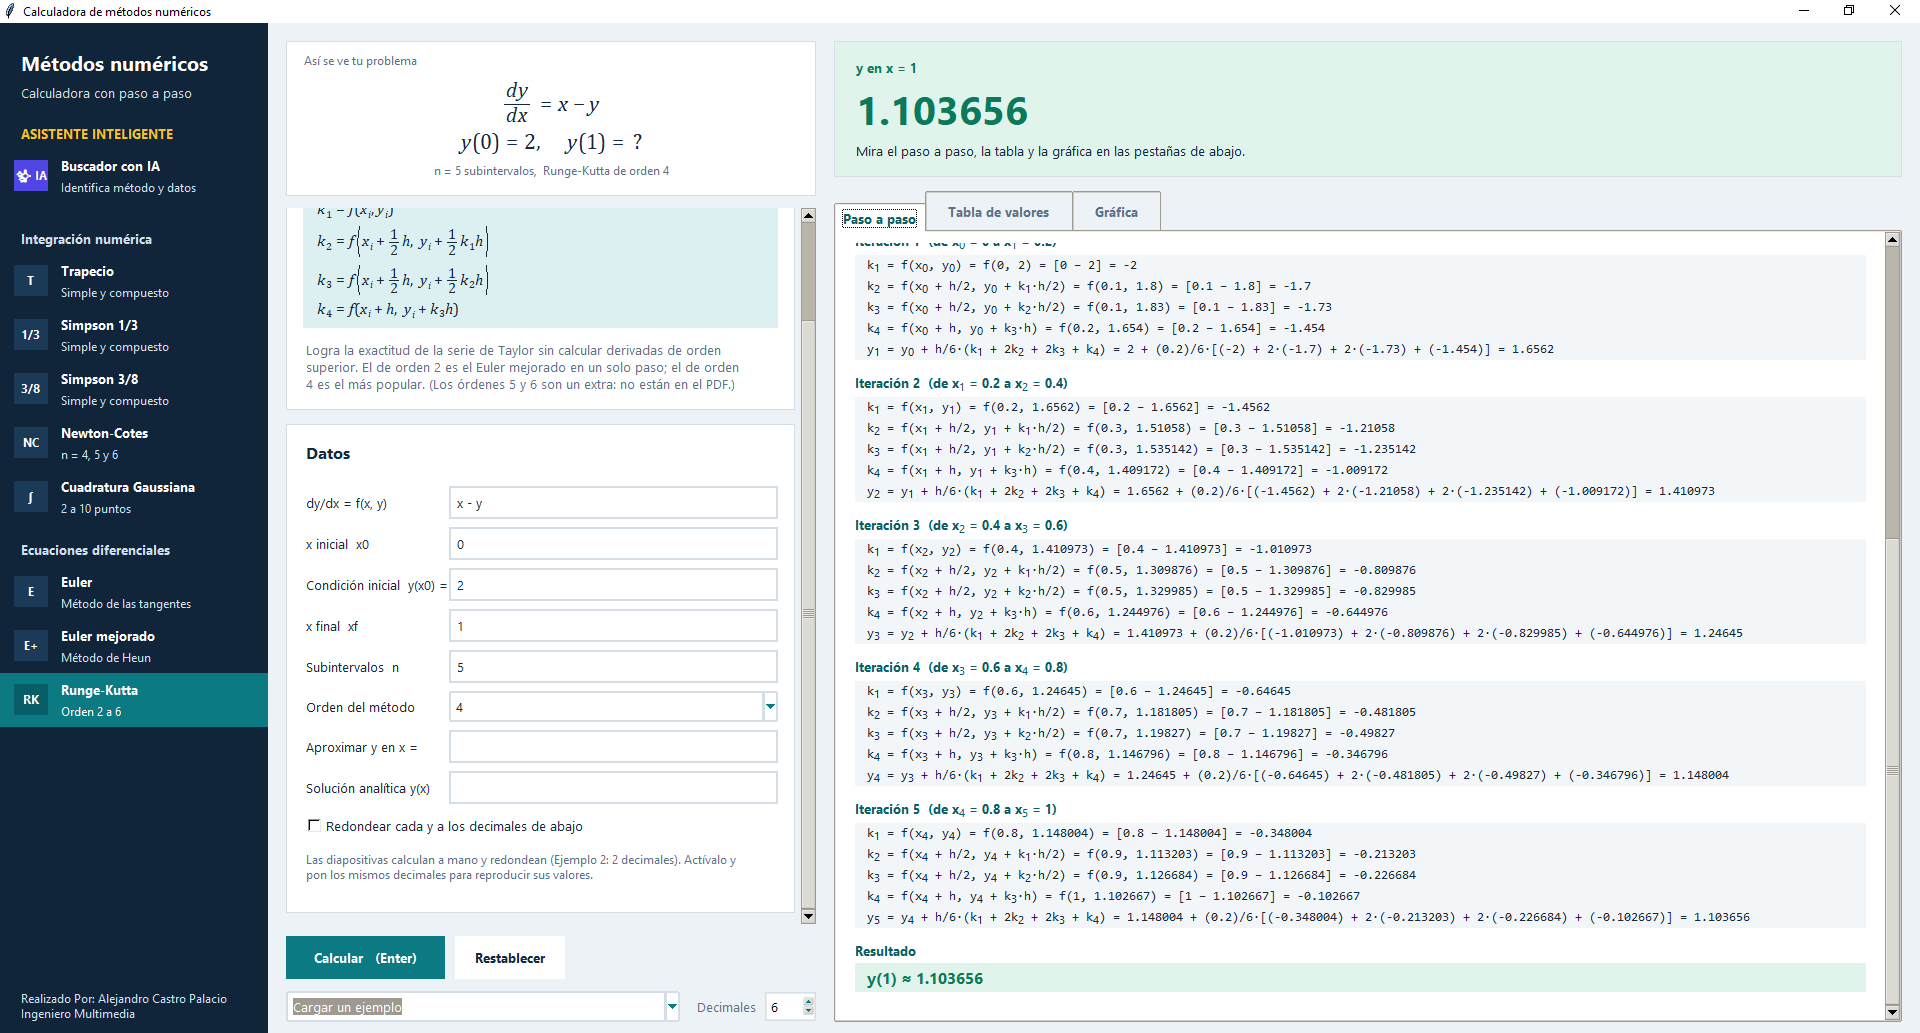 Calculadora de métodos numéricos
Métodos numéricos
Calculadora con paso a paso
ASISTENTE INTELIGENTE
IA
Buscador con IA
Identifica método y datos
Integración numérica
T
Trapecio
Simple y compuesto
1/3
Simpson 1/3
Simple y compuesto
3/8
Simpson 3/8
Simple y compuesto
NC
Newton-Cotes
n = 4, 5 y 6
∫
Cuadratura Gaussiana
2 a 10 puntos
Ecuaciones diferenciales
E
Euler
Método de las tangentes
E+
Euler mejorado
Método de Heun
RK
Runge-Kutta
Orden 2 a 6
Realizado Por: Alejandro Castro Palacio
Ingeniero Multimedia
Así se ve tu problema
dy/dx = x − y
y(0) = 2, y(1) = ?
n = 5 subintervalos, Runge-Kutta de orden 4
k₁ = f(xᵢ,yᵢ)
k₂ = f(xᵢ + 1/2 h, yᵢ + 1/2 k₁h)
k₃ = f(xᵢ + 1/2 h, yᵢ + 1/2 k₂h)
k₄ = f(xᵢ + h, yᵢ + k₃h)
Logra la exactitud de la serie de Taylor sin calcular derivadas de orden
superior. El de orden 2 es el Euler mejorado en un solo paso; el de orden
4 es el más popular. (Los órdenes 5 y 6 son un extra: no están en el PDF.)
Datos
dy/dx = f(x, y)
x - y
x inicial x0
0
Condición inicial y(x0) =
2
x final xf
1
Subintervalos n
5
Orden del método
4
Aproximar y en x =
Solución analítica y(x)
Redondear cada y a los decimales de abajo
Las diapositivas calculan a mano y redondean (Ejemplo 2: 2 decimales). Actívalo y
pon los mismos decimales para reproducir sus valores.
Calcular (Enter)
Restablecer
Cargar un ejemplo
Decimales
6
y en x = 1
1.103656
Mira el paso a paso, la tabla y la gráfica en las pestañas de abajo.
Paso a paso
Tabla de valores
Gráfica
Iteración 1 (de x₀ = 0 a x₁ = 0.2)
k₁ = f(x₀, y₀) = f(0, 2) = [0 − 2] = -2
k₂ = f(x₀ + h/2, y₀ + k₁·h/2) = f(0.1, 1.8) = [0.1 − 1.8] = -1.7
k₃ = f(x₀ + h/2, y₀ + k₂·h/2) = f(0.1, 1.83) = [0.1 − 1.83] = -1.73
k₄ = f(x₀ + h, y₀ + k₃·h) = f(0.2, 1.654) = [0.2 − 1.654] = -1.454
y₁ = y₀ + h/6·(k₁ + 2k₂ + 2k₃ + k₄) = 2 + (0.2)/6·[(-2) + 2·(-1.7) + 2·(-1.73) + (-1.454)] = 1.6562
Iteración 2 (de x₁ = 0.2 a x₂ = 0.4)
k₁ = f(x₁, y₁) = f(0.2, 1.6562) = [0.2 − 1.6562] = -1.4562
k₂ = f(x₁ + h/2, y₁ + k₁·h/2) = f(0.3, 1.51058) = [0.3 − 1.51058] = -1.21058
k₃ = f(x₁ + h/2, y₁ + k₂·h/2) = f(0.3, 1.535142) = [0.3 − 1.535142] = -1.235142
k₄ = f(x₁ + h, y₁ + k₃·h) = f(0.4, 1.409172) = [0.4 − 1.409172] = -1.009172
y₂ = y₁ + h/6·(k₁ + 2k₂ + 2k₃ + k₄) = 1.6562 + (0.2)/6·[(-1.4562) + 2·(-1.21058) + 2·(-1.235142) + (-1.009172)] = 1.410973
Iteración 3 (de x₂ = 0.4 a x₃ = 0.6)
k₁ = f(x₂, y₂) = f(0.4, 1.410973) = [0.4 − 1.410973] = -1.010973
k₂ = f(x₂ + h/2, y₂ + k₁·h/2) = f(0.5, 1.309876) = [0.5 − 1.309876] = -0.809876
k₃ = f(x₂ + h/2, y₂ + k₂·h/2) = f(0.5, 1.329985) = [0.5 − 1.329985] = -0.829985
k₄ = f(x₂ + h, y₂ + k₃·h) = f(0.6, 1.244976) = [0.6 − 1.244976] = -0.644976
y₃ = y₂ + h/6·(k₁ + 2k₂ + 2k₃ + k₄) = 1.410973 + (0.2)/6·[(-1.010973) + 2·(-0.809876) + 2·(-0.829985) + (-0.644976)] = 1.24645
Iteración 4 (de x₃ = 0.6 a x₄ = 0.8)
k₁ = f(x₃, y₃) = f(0.6, 1.24645) = [0.6 − 1.24645] = -0.64645
k₂ = f(x₃ + h/2, y₃ + k₁·h/2) = f(0.7, 1.181805) = [0.7 − 1.181805] = -0.481805
k₃ = f(x₃ + h/2, y₃ + k₂·h/2) = f(0.7, 1.19827) = [0.7 − 1.19827] = -0.49827
k₄ = f(x₃ + h, y₃ + k₃·h) = f(0.8, 1.146796) = [0.8 − 1.146796] = -0.346796
y₄ = y₃ + h/6·(k₁ + 2k₂ + 2k₃ + k₄) = 1.24645 + (0.2)/6·[(-0.64645) + 2·(-0.481805) + 2·(-0.49827) + (-0.346796)] = 1.148004
Iteración 5 (de x₄ = 0.8 a x₅ = 1)
k₁ = f(x₄, y₄) = f(0.8, 1.148004) = [0.8 − 1.148004] = -0.348004
k₂ = f(x₄ + h/2, y₄ + k₁·h/2) = f(0.9, 1.113203) = [0.9 − 1.113203] = -0.213203
k₃ = f(x₄ + h/2, y₄ + k₂·h/2) = f(0.9, 1.126684) = [0.9 − 1.126684] = -0.226684
k₄ = f(x₄ + h, y₄ + k₃·h) = f(1, 1.102667) = [1 − 1.102667] = -0.102667
y₅ = y₄ + h/6·(k₁ + 2k₂ + 2k₃ + k₄) = 1.148004 + (0.2)/6·[(-0.348004) + 2·(-0.213203) + 2·(-0.226684) + (-0.102667)] = 1.103656
Resultado
y(1) ≈ 1.103656